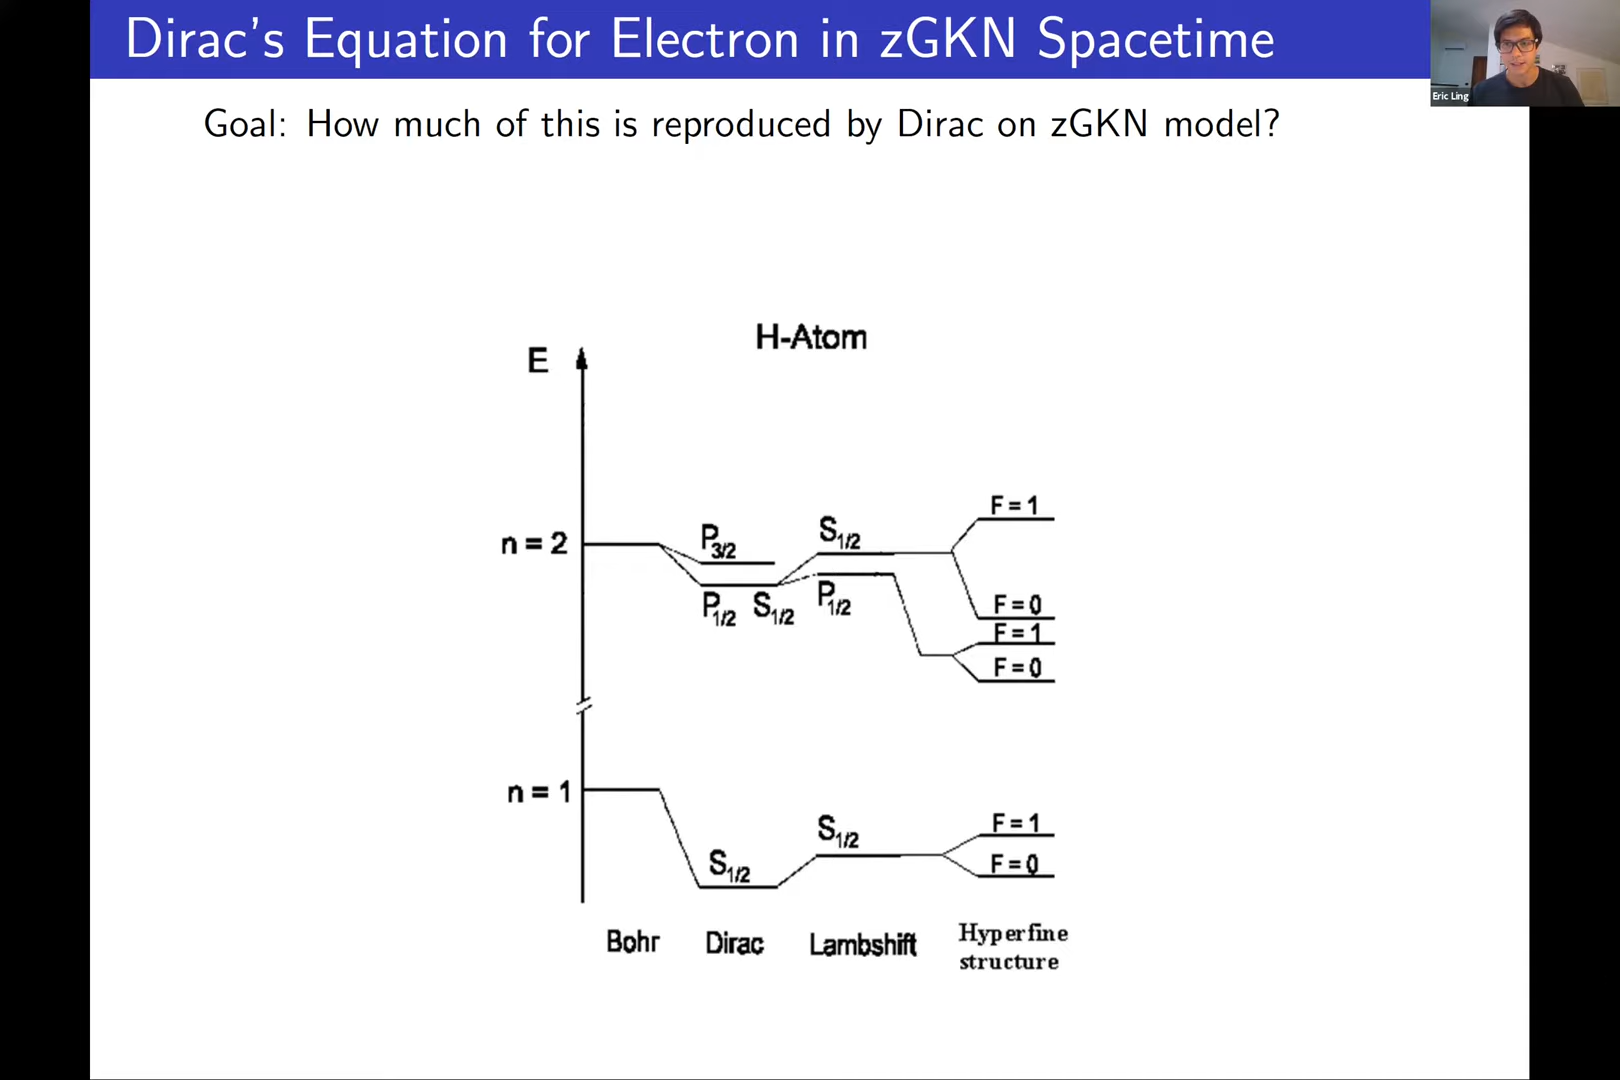 Dirac's Equation for Electron in zGKN Spacetime
Eric Ling
Goal: How much of this is reproduced by Dirac on zGKN model?
H-Atom
E
F = 1
n = 2
P3/2
S1/2
P1/2 S1/2
P1/2
F = 0
F = 1
F = 0
n = 1
S1/2
S1/2
F = 1
F = 0
Bohr
Dirac
Lambshift
Hyperfine
structure